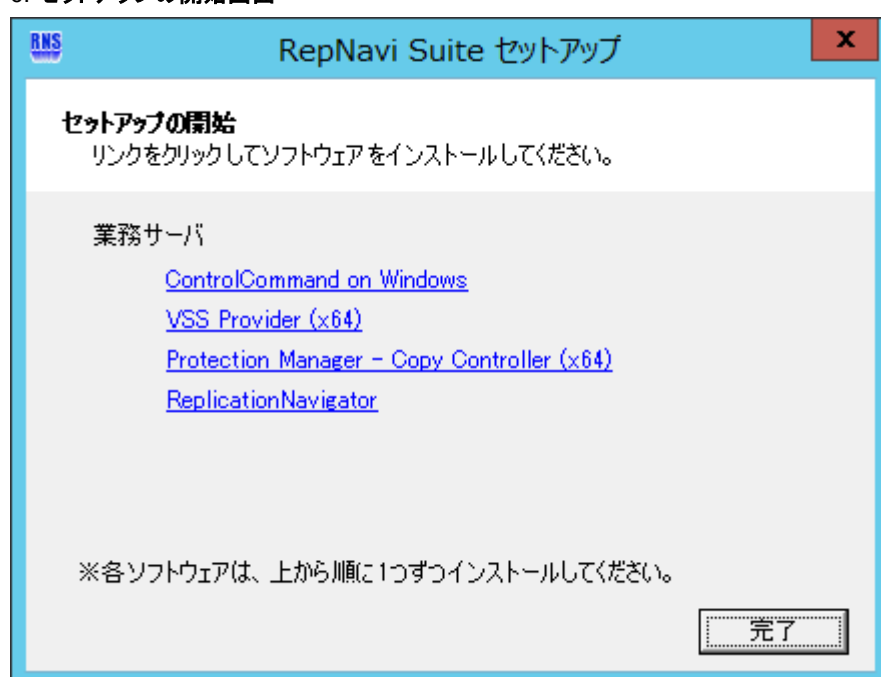 RNS
RepNavi Suite セットアップ
x
セットアップの開始
リンクをクリックしてソフトウェアをインストールしてください。
業務サーバ
ControlCommand on Windows
VSS Provider (x64)
Protection Manager - Copy Controller (x64)
ReplicationNavigator
※各ソフトウェアは、上から順に1つずつインストールしてください。
完了